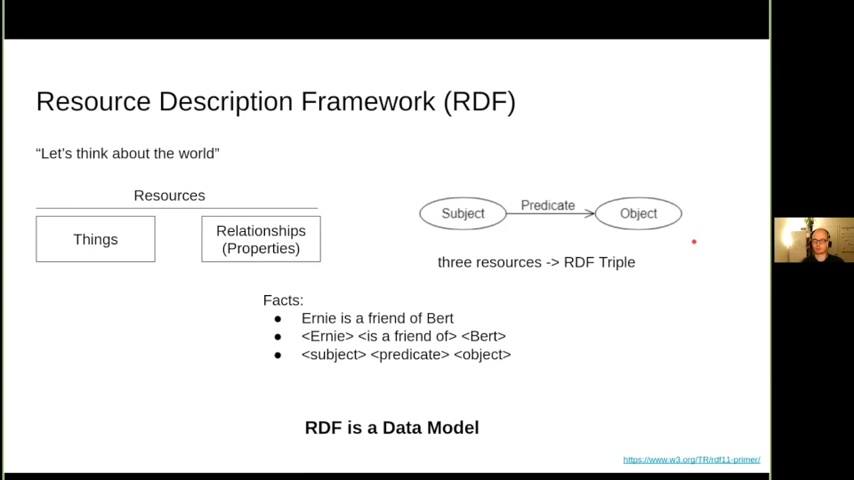 Resource Description Framework (RDF)
“Let’s think about the world”
Resources
Things
Relationships
(Properties)
Subject
Predicate
Object
three resources -> RDF Triple
Facts:
● Ernie is a friend of Bert
● <Ernie> <is a friend of> <Bert>
● <subject> <predicate> <object>
RDF is a Data Model
https://www.w3.org/TR/rdf11-primer/